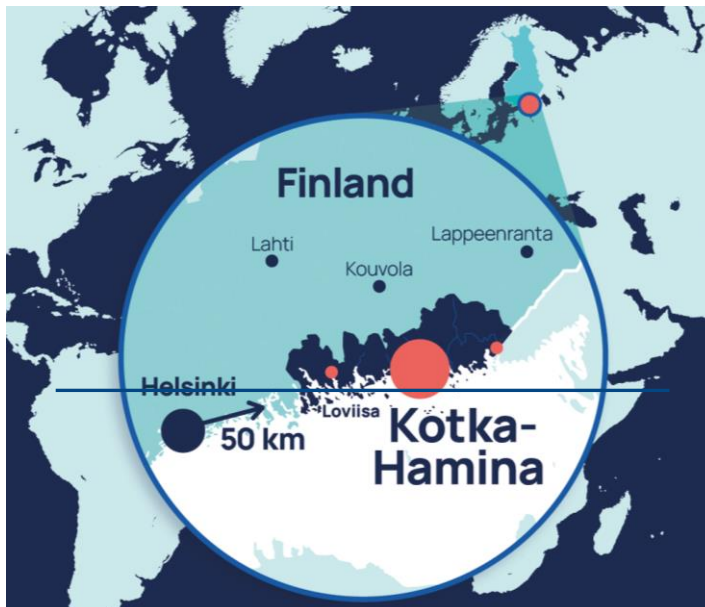 Finland
Lahti
Kouvola
Lappeenranta
Helsinki
50 km
Loviisa
Kotka-
Hamina